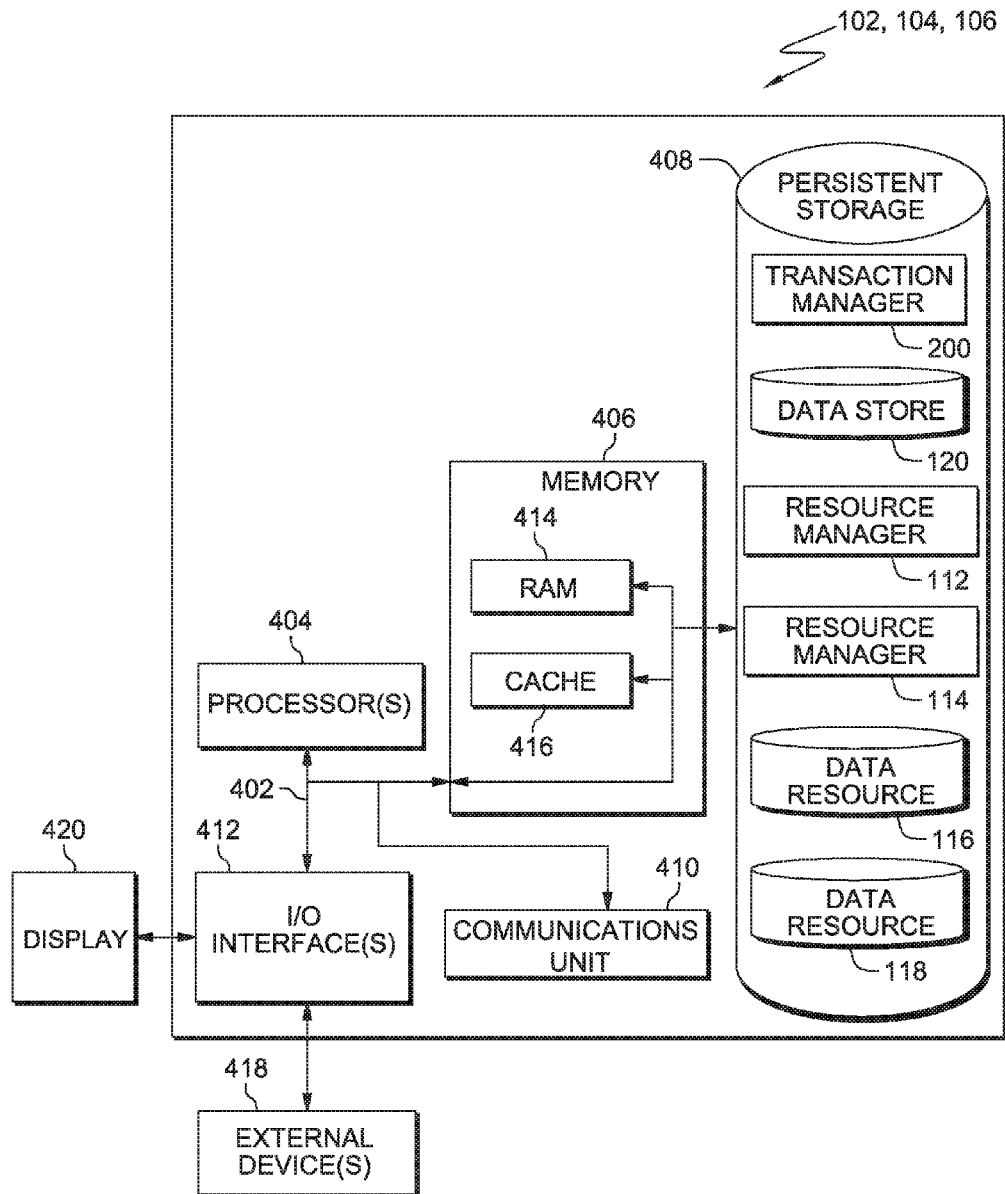 102, 104, 106
408
PERSISTENT
STORAGE
TRANSACTION
MANAGER
200
DATA STORE
120
406
MEMORY
RESOURCE
MANAGER
112
414
RAM
404
RESOURCE
MANAGER
114
PROCESSOR(S)
CACHE
416
402
DATA
RESOURCE
116
420
412
410
DISPLAY
I/O
INTERFACE(S)
COMMUNICATIONS
UNIT
DATA
RESOURCE
118
418
EXTERNAL
DEVICE(S)